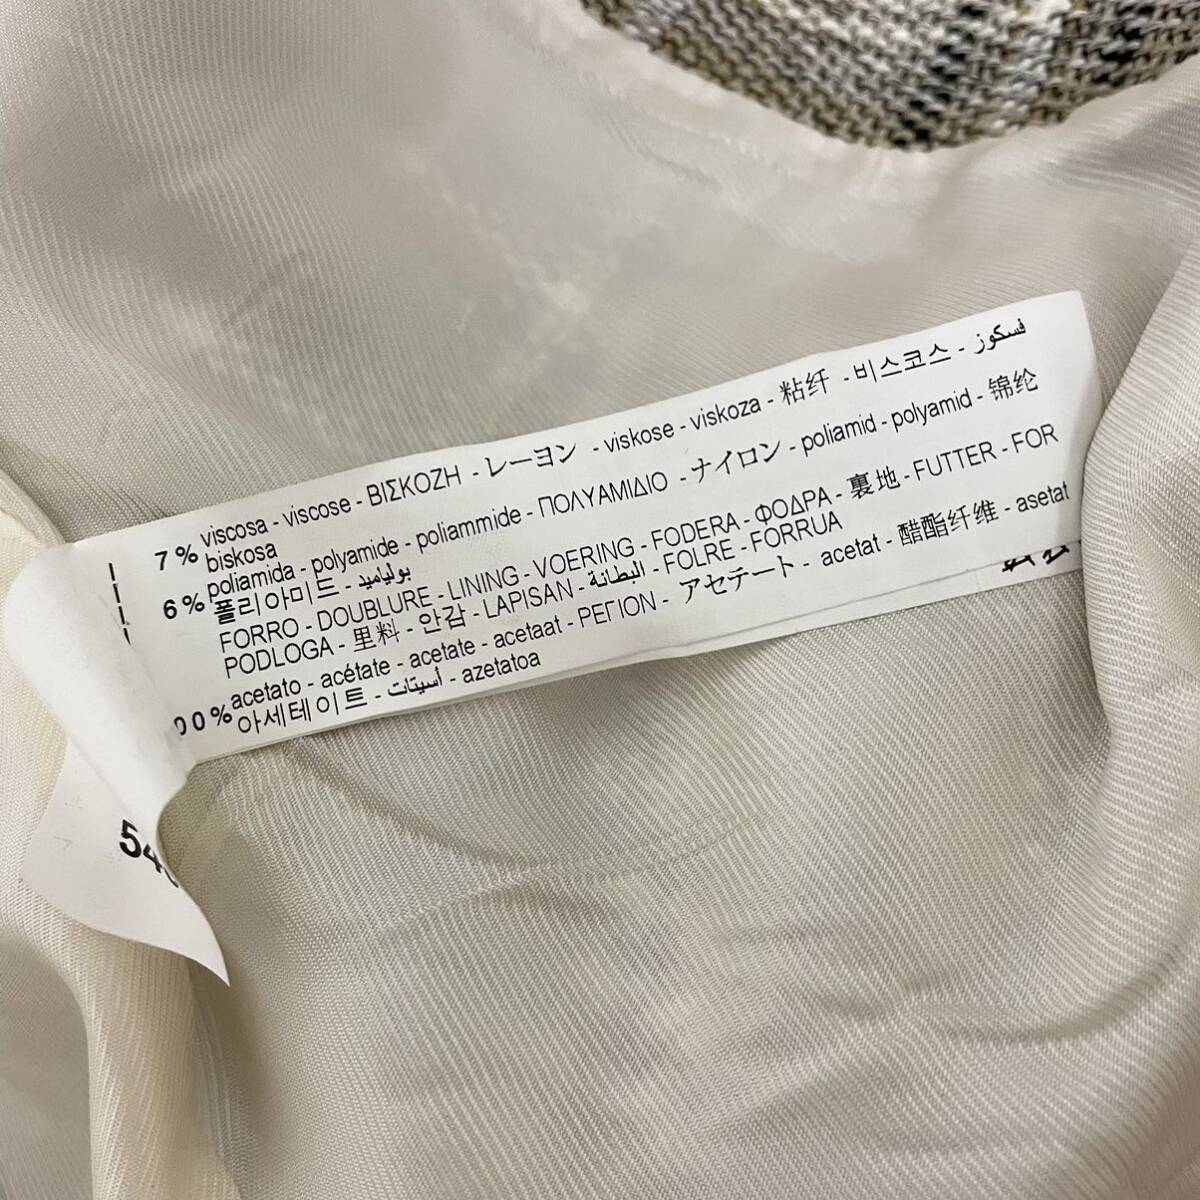 7% viscosa - viscose - ΒΙΣΚΟΖΗ - レーヨン - viskose - viskoza - 粘纤 - 비스코스 - فسكوز
biskosa
6% poliamida - polyamide - poliammide - ΠΟΛΥΑΜΙΔΙΟ - ナイロン - poliamid - polyamid - 锦纶
폴리아미드 - بولياميد
FORRO - DOUBLURE - LINING - VOERING - FODERA - ΦΟΔΡΑ - 裏地 - FUTTER - FOR
PODLOGA - 里料 - 안감 - LAPISAN - البطانة - FOLRE - FORRUA
00% acetato - acétate - acetate - acetaat - ΡΕΓΙΟΝ - アセテート - acetat - 醋酯纤维 - asetat
아세테이트 - أسيتات - azetatoa
54